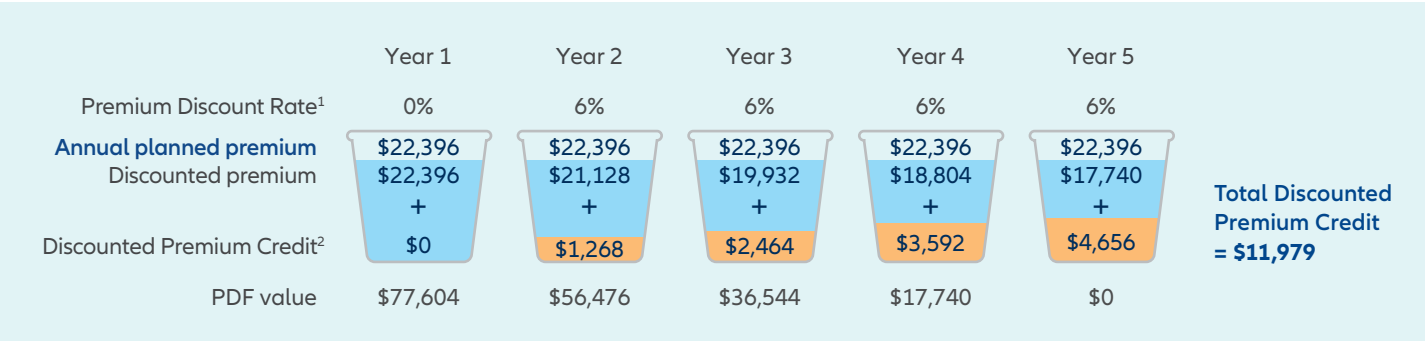 Year 1 Year 2 Year 3 Year 4 Year 5
Premium Discount Rate¹ 0% 6% 6% 6% 6%
Annual planned premium $22,396 $22,396 $22,396 $22,396 $22,396
Discounted premium $22,396 $21,128 $19,932 $18,804 $17,740
+ + + + +
Discounted Premium Credit² $0 $1,268 $2,464 $3,592 $4,656
PDF value $77,604 $56,476 $36,544 $17,740 $0
Total Discounted
Premium Credit
= $11,979